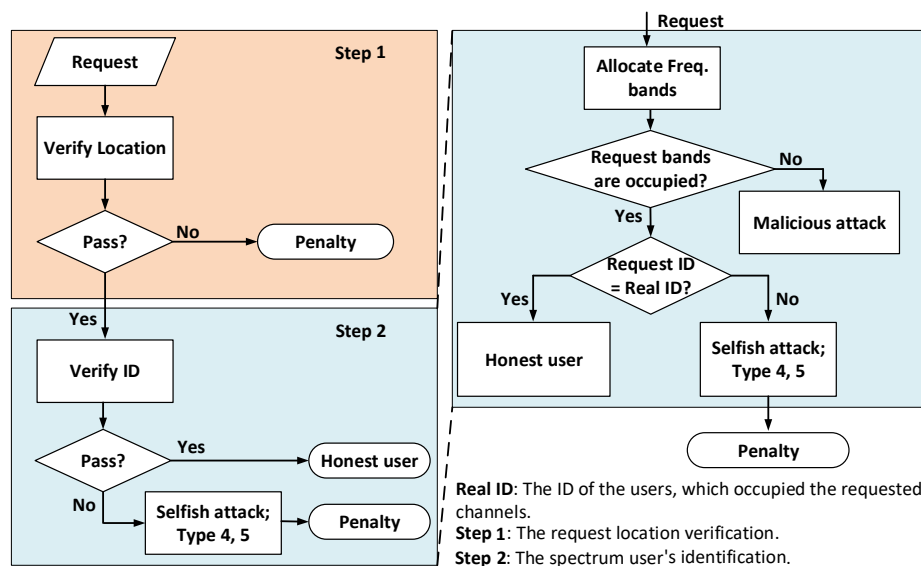 Step 1
Request
Verify Location
Pass?
No
Penalty
Yes
Step 2
Verify ID
Pass?
Yes
Honest user
No
Selfish attack;
Type 4, 5
Penalty
Request
Allocate Freq.
bands
Request bands
are occupied?
No
Malicious attack
Yes
Request ID
= Real ID?
Yes
No
Honest user
Selfish attack;
Type 4, 5
Penalty
Real ID: The ID of the users, which occupied the requested
channels.
Step 1: The request location verification.
Step 2: The spectrum user's identification.